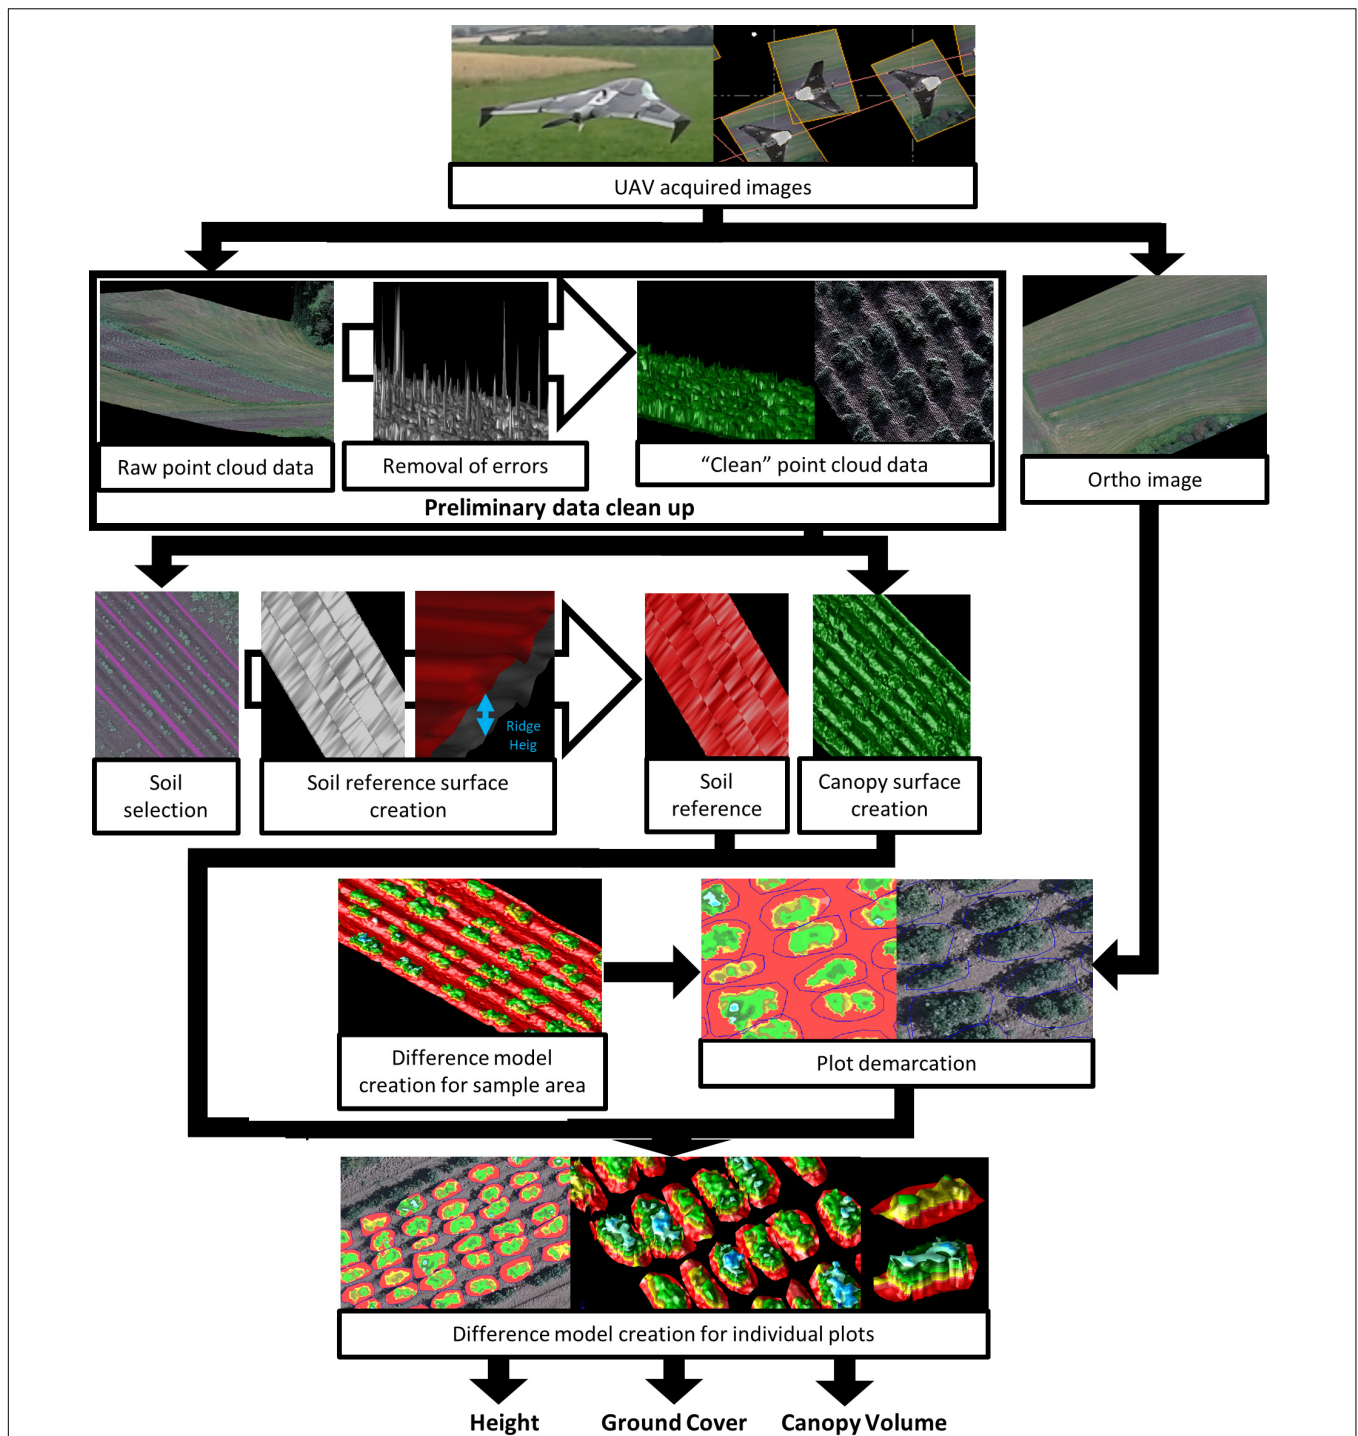 UAV acquired images
Raw point cloud data
Removal of errors
“Clean” point cloud data
Ortho image
Preliminary data clean up
Ridge
Heig
Soil
selection
Soil reference surface
creation
Soil
reference
Canopy surface
creation
Difference model
creation for sample area
Plot demarcation
Difference model creation for individual plots
Height
Ground Cover
Canopy Volume